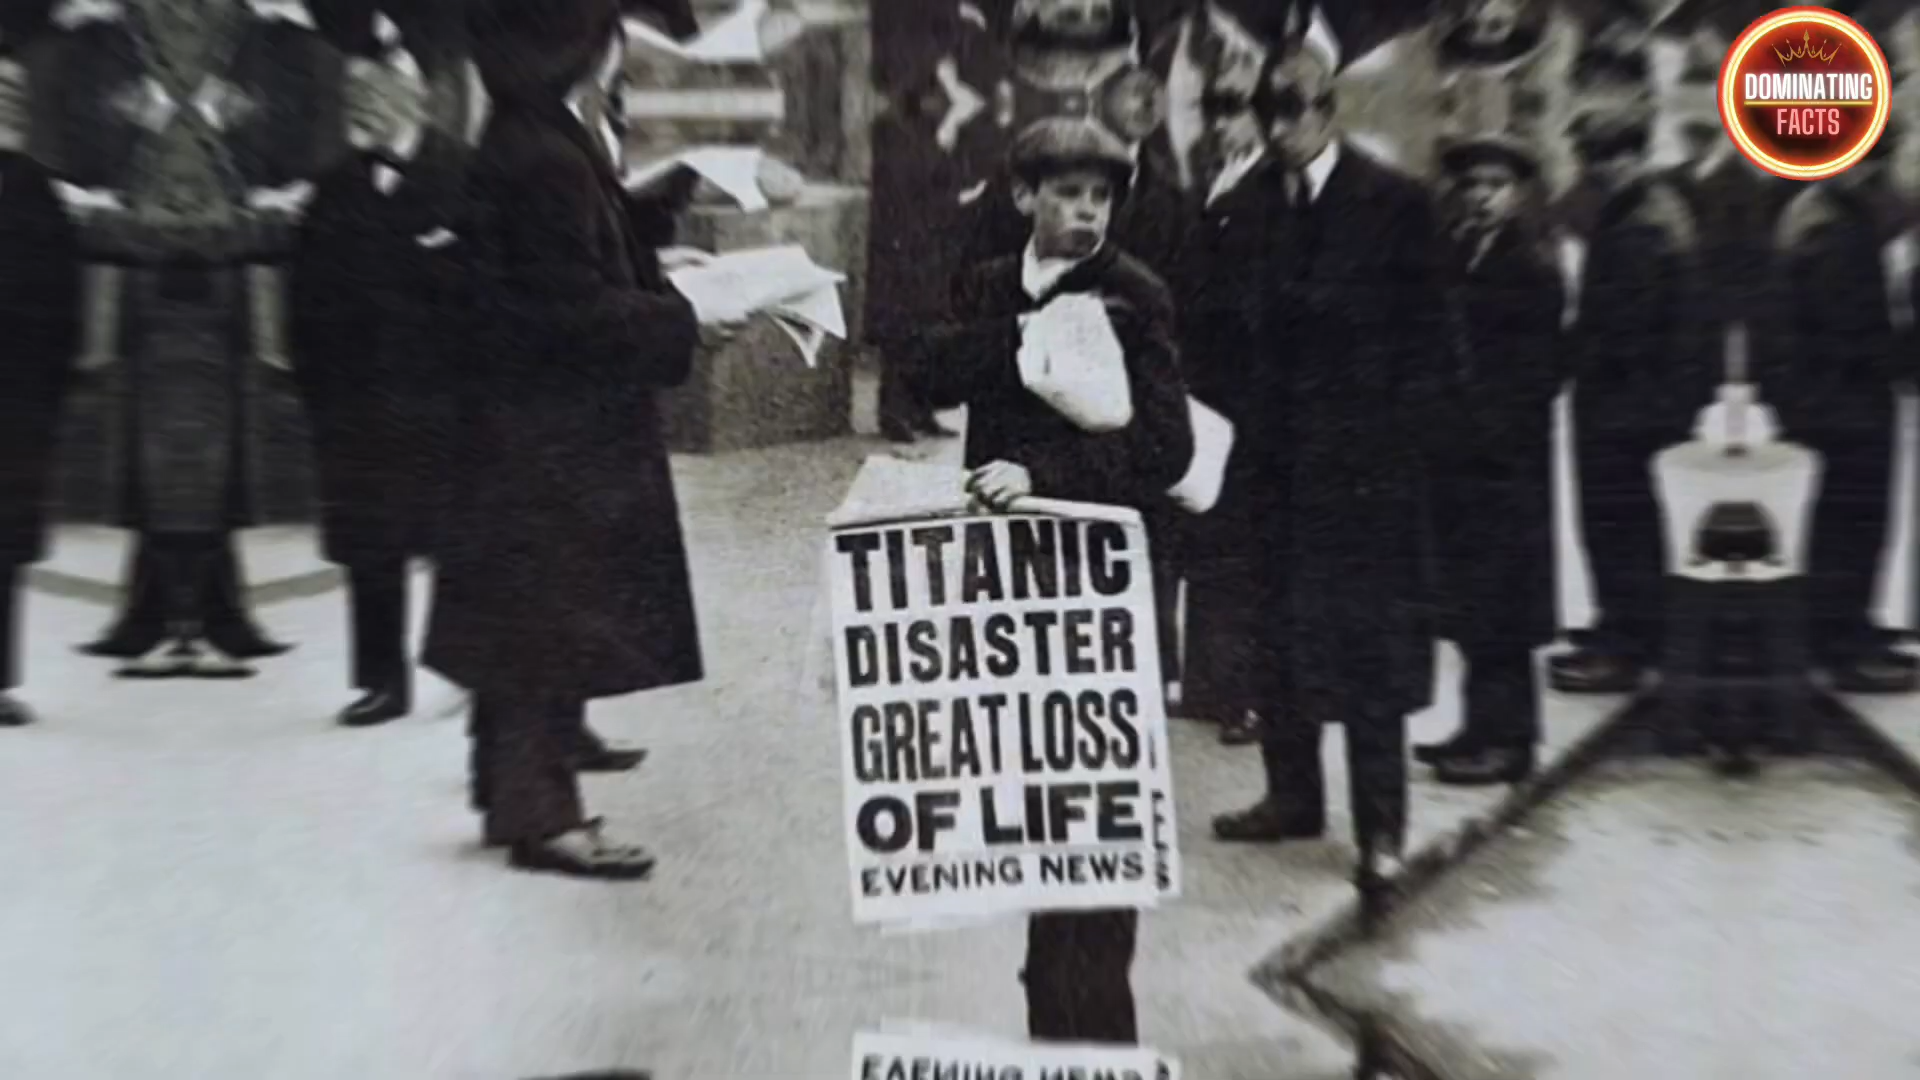 DOMINATING
FACTS
TITANIC
DISASTER
GREAT LOSS
OF LIFE
EVENING NEWS